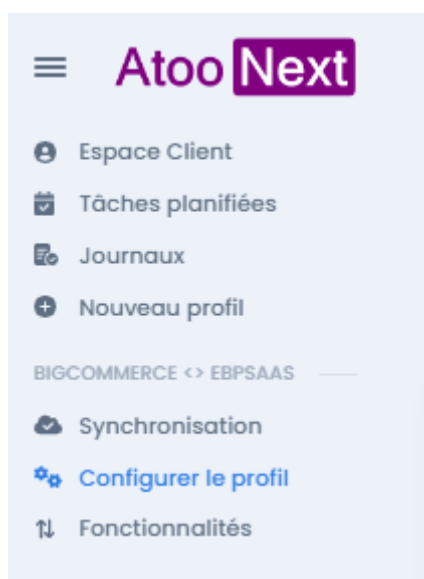 Atoo Next
Espace Client
Tâches planifiées
Journaux
Nouveau profil
BIGCOMMERCE <> EBPSAAS
Synchronisation
Configurer le profil
Fonctionnalités